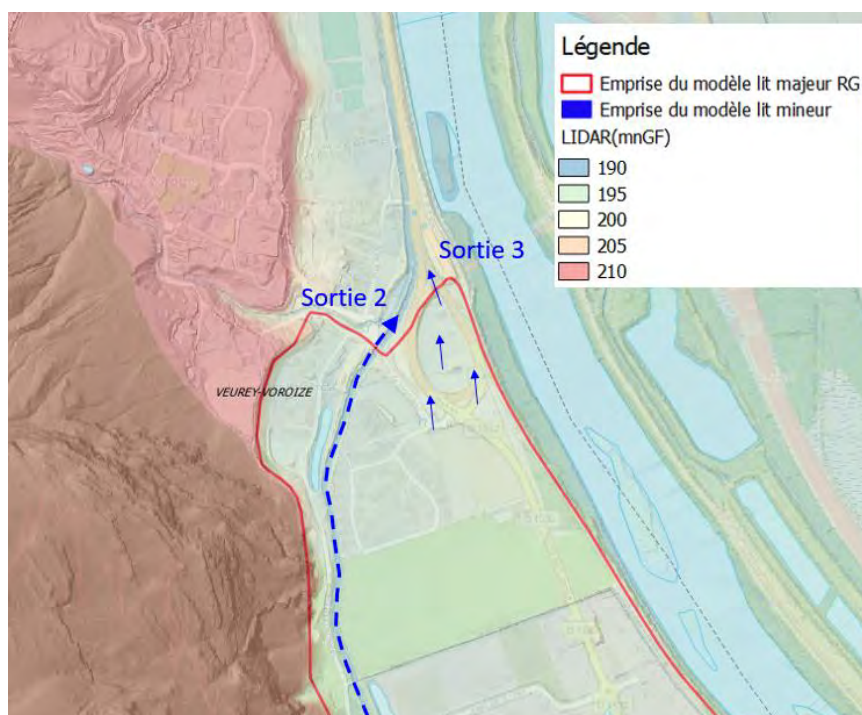 Légende
Emprise du modèle lit majeur RG
Emprise du modèle lit mineur
LIDAR(mnGF)
190
195
200
205
210
Sortie 3
Sortie 2
VEUREY-VOROIZE